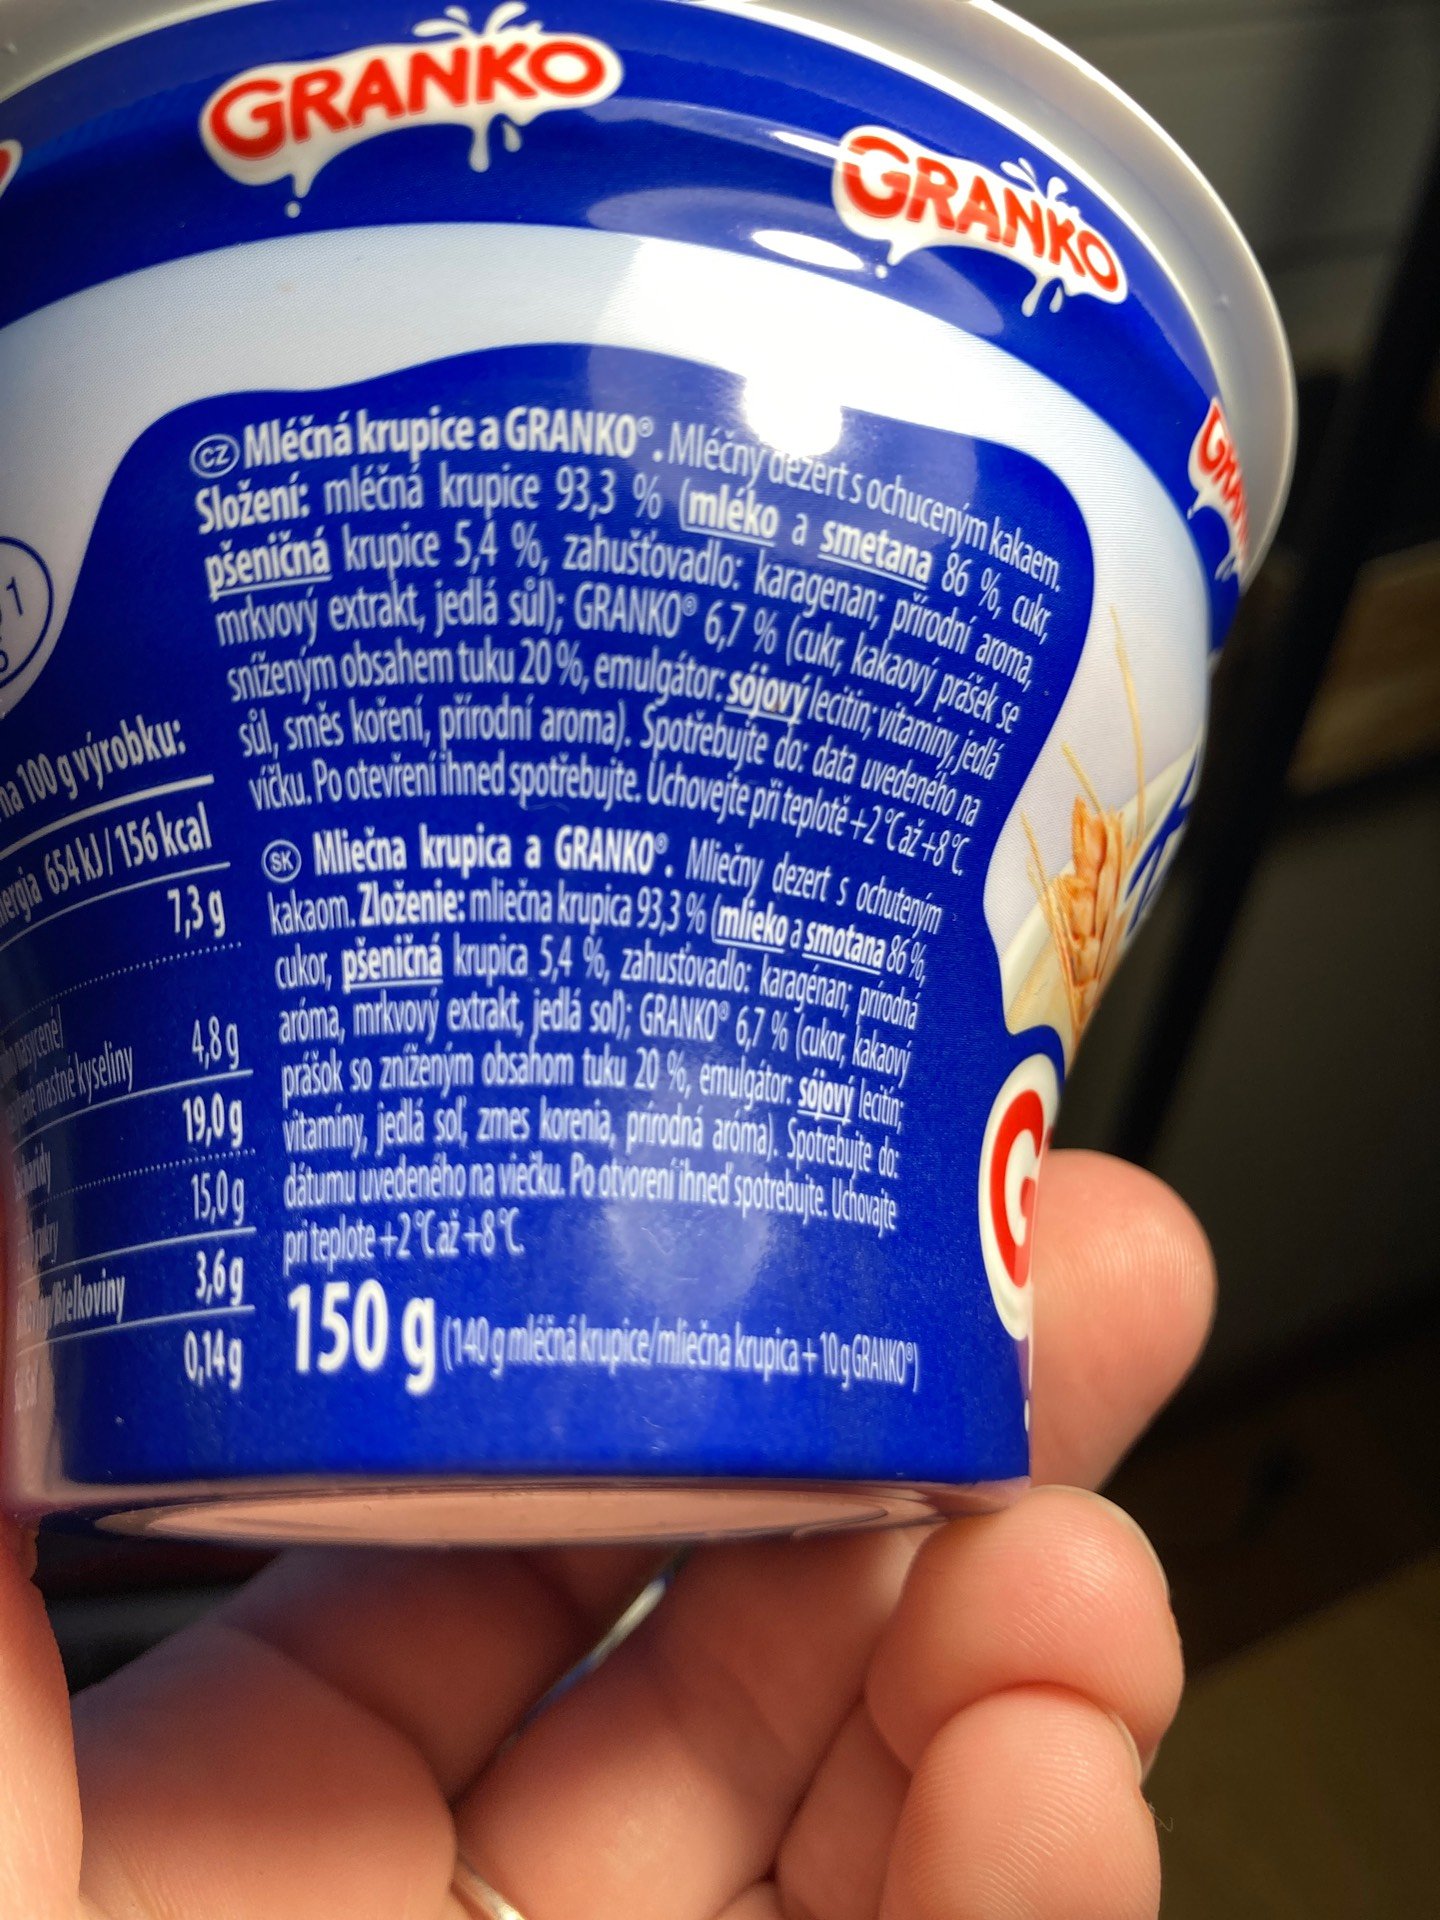 GRANKO
GRANKO
CZ Mléčná krupice a GRANKO®. Mléčný dezert s ochuceným kakaem.
Složení: mléčná krupice 93,3 % (mléko a smetana 86 %, cukr,
pšeničná krupice 5,4 %, zahušťovadlo: karagenan; přírodní aroma,
mrkvový extrakt, jedlá sůl); GRANKO® 6,7 % (cukr, kakaový prášek se
sníženým obsahem tuku 20 %, emulgátor: sójový lecitin; vitaminy, jedlá
sůl, směs koření, přírodní aroma). Spotřebujte do: data uvedeného na
víčku. Po otevření ihned spotřebujte. Uchovejte při teplotě +2 °C až +8 °C.
SK Mliečna krupica a GRANKO®. Mliečny dezert s ochuteným
kakaom. Zloženie: mliečna krupica 93,3 % (mlieko a smotana 86 %,
cukor, pšeničná krupica 5,4 %, zahusťovadlo: karagénan; prírodná
aróma, mrkvový extrakt, jedlá soľ); GRANKO® 6,7 % (cukor, kakaový
prášok so zníženým obsahom tuku 20 %, emulgátor: sójový lecitín;
vitamíny, jedlá soľ, zmes korenia, prírodná aróma). Spotrebujte do:
dátumu uvedeného na viečku. Po otvorení ihneď spotrebujte. Uchovajte
pri teplote +2 °C až +8 °C.
150 g (140 g mléčná krupice/mliečna krupica + 10 g GRANKO®)
na 100 g výrobku:
654 kJ / 156 kcal
7,3 g
mastné kyseliny 4,8 g
19,0 g
15,0 g
Bielkoviny 3,6 g
0,14 g